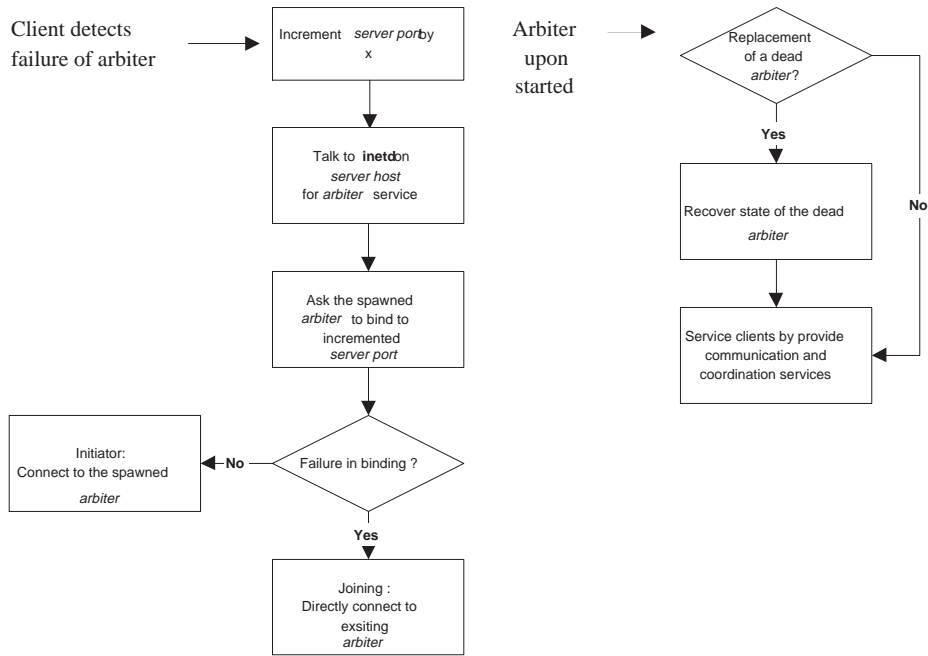 Client detects
failure of arbiter
Increment server portby
x
Talk to inetdon
server host
for arbiter service
Ask the spawned
arbiter to bind to
incremented
server port
Failure in binding ?
No
Initiator:
Connect to the spawned
arbiter
Yes
Joining :
Directly connect to
exsiting
arbiter
Arbiter
upon
started
Replacement
of a dead
arbiter?
Yes
No
Recover state of the dead
arbiter
Service clients by provide
communication and
coordination services